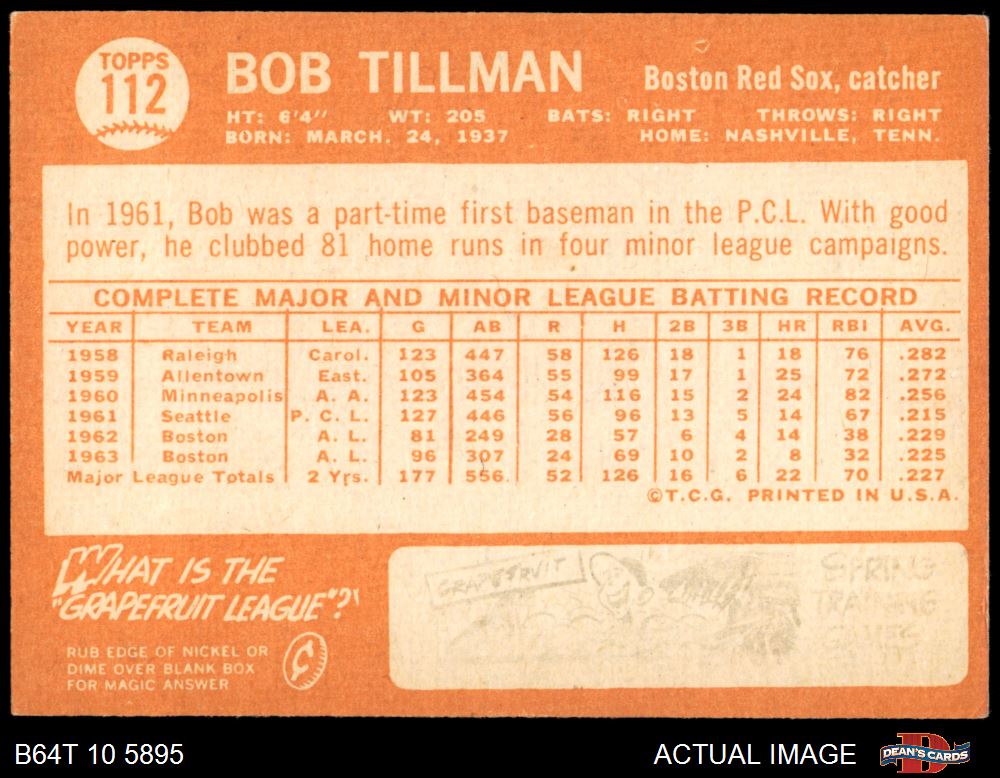 TOPPS
112
BOB TILLMAN
Boston Red Sox, catcher
HT: 6'4" WT: 205 BATS: RIGHT THROWS: RIGHT
BORN: MARCH. 24, 1937 HOME: NASHVILLE, TENN.
In 1961, Bob was a part-time first baseman in the P.C.L. With good
power, he clubbed 81 home runs in four minor league campaigns.
COMPLETE MAJOR AND MINOR LEAGUE BATTING RECORD
YEAR TEAM LEA. G AB R H 2B 3B HR RBI AVG.
1958 Raleigh Carol. 123 447 58 126 18 1 18 76 .282
1959 Allentown East. 105 364 55 99 17 1 25 72 .272
1960 Minneapolis A. A. 123 454 54 116 15 2 24 82 .256
1961 Seattle P. C. L. 127 446 56 96 13 5 14 67 .215
1962 Boston A. L. 81 249 28 57 6 4 14 38 .229
1963 Boston A. L. 96 307 24 69 10 2 8 32 .225
Major League Totals 2 Yrs. 177 556 52 126 16 6 22 70 .227
©T.C.G. PRINTED IN U.S.A.
WHAT IS THE
"GRAPEFRUIT LEAGUE"?
RUB EDGE OF NICKEL OR
DIME OVER BLANK BOX
FOR MAGIC ANSWER
GRAPEFRUIT
SPRING
TRAINING
GAMES
B64T 10 5895
ACTUAL IMAGE
D
DEAN'S CARDS